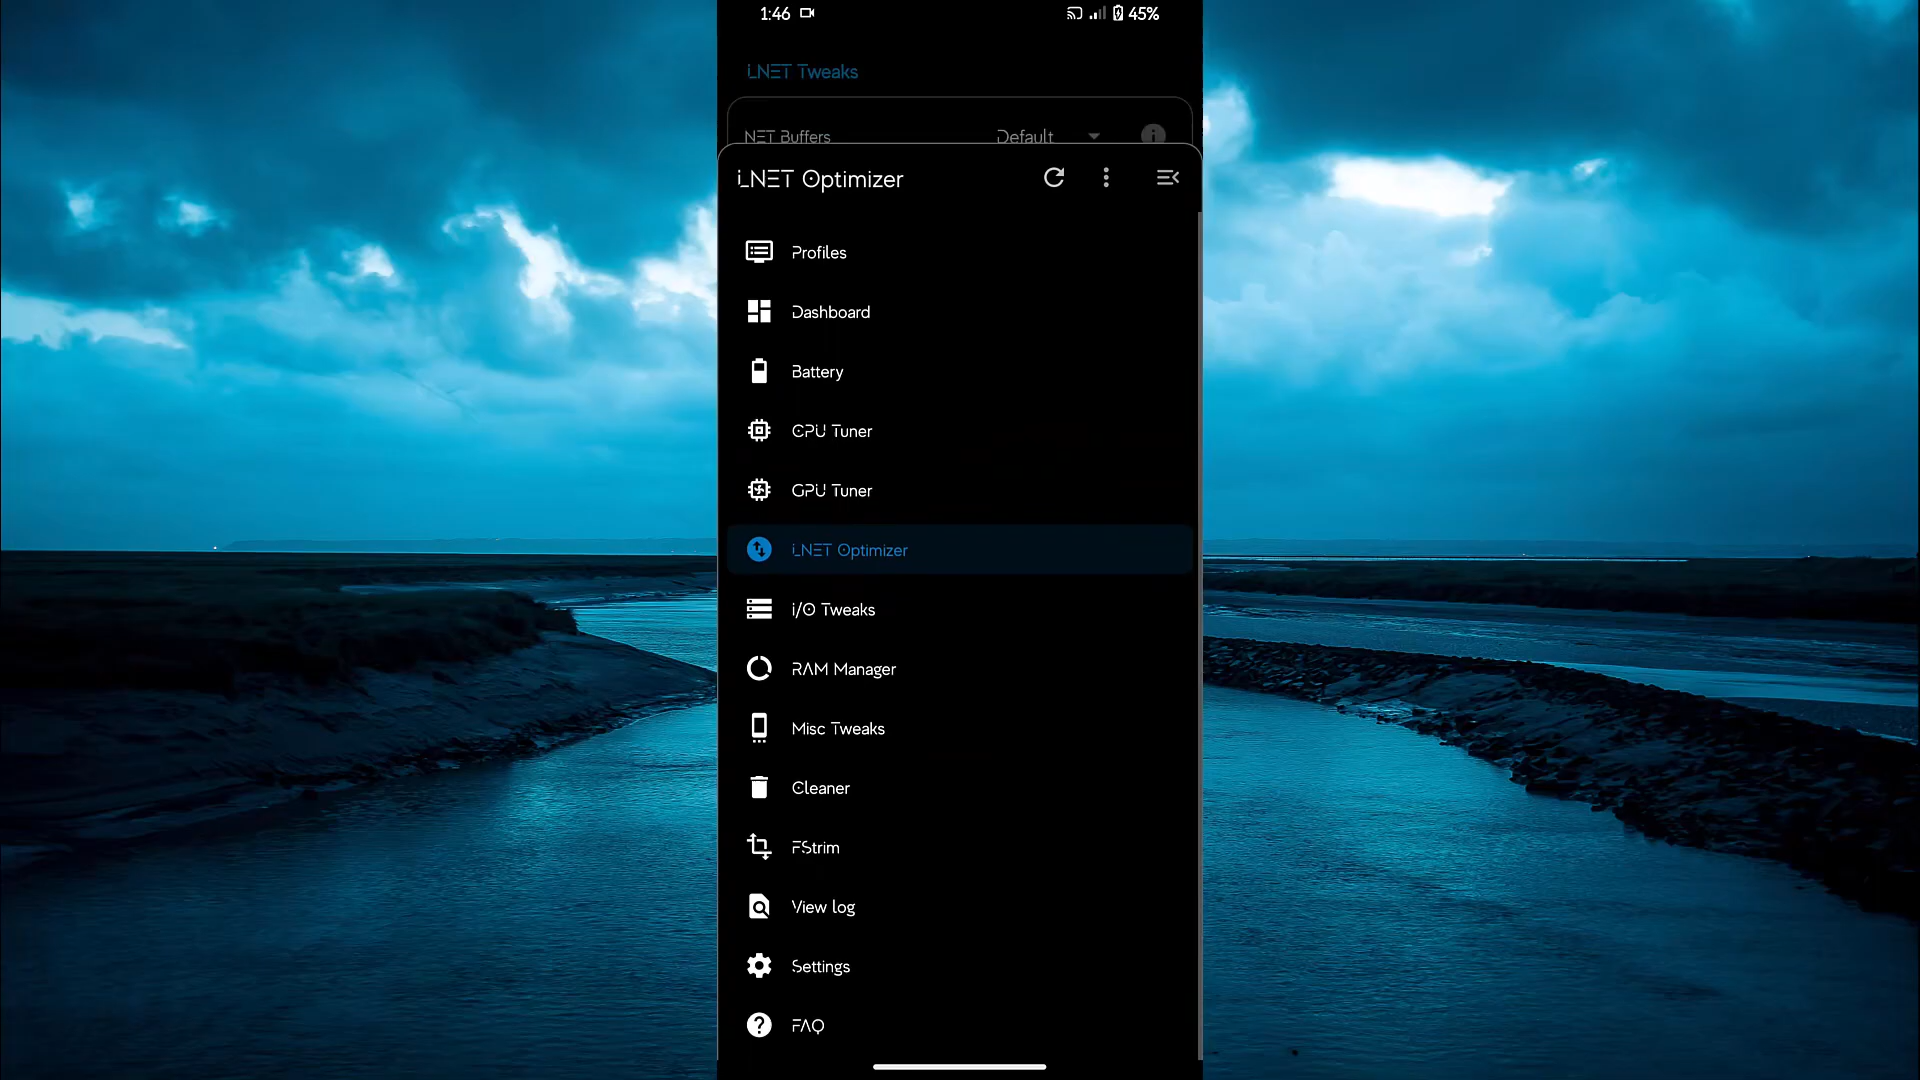 1:46 45%
LNET Tweaks
NET Buffers Default
LNET Optimizer
Profiles
Dashboard
Battery
CPU Tuner
GPU Tuner
LNET Optimizer
i/O Tweaks
RAM Manager
Misc Tweaks
Cleaner
FStrim
View log
Settings
FAQ